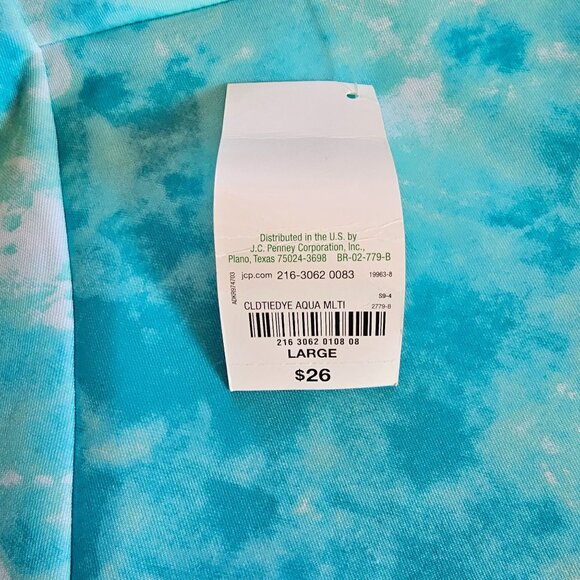 Distributed in the U.S. by
J.C. Penney Corporation, Inc.,
Plano, Texas 75024-3698 BR-02-779-B
jcp.com 216-3062 0083 19963-8
ADKR974703
S9-4
CLDTIEDYE AQUA MLTI 2779-B
216 3062 0108 08
LARGE
$26